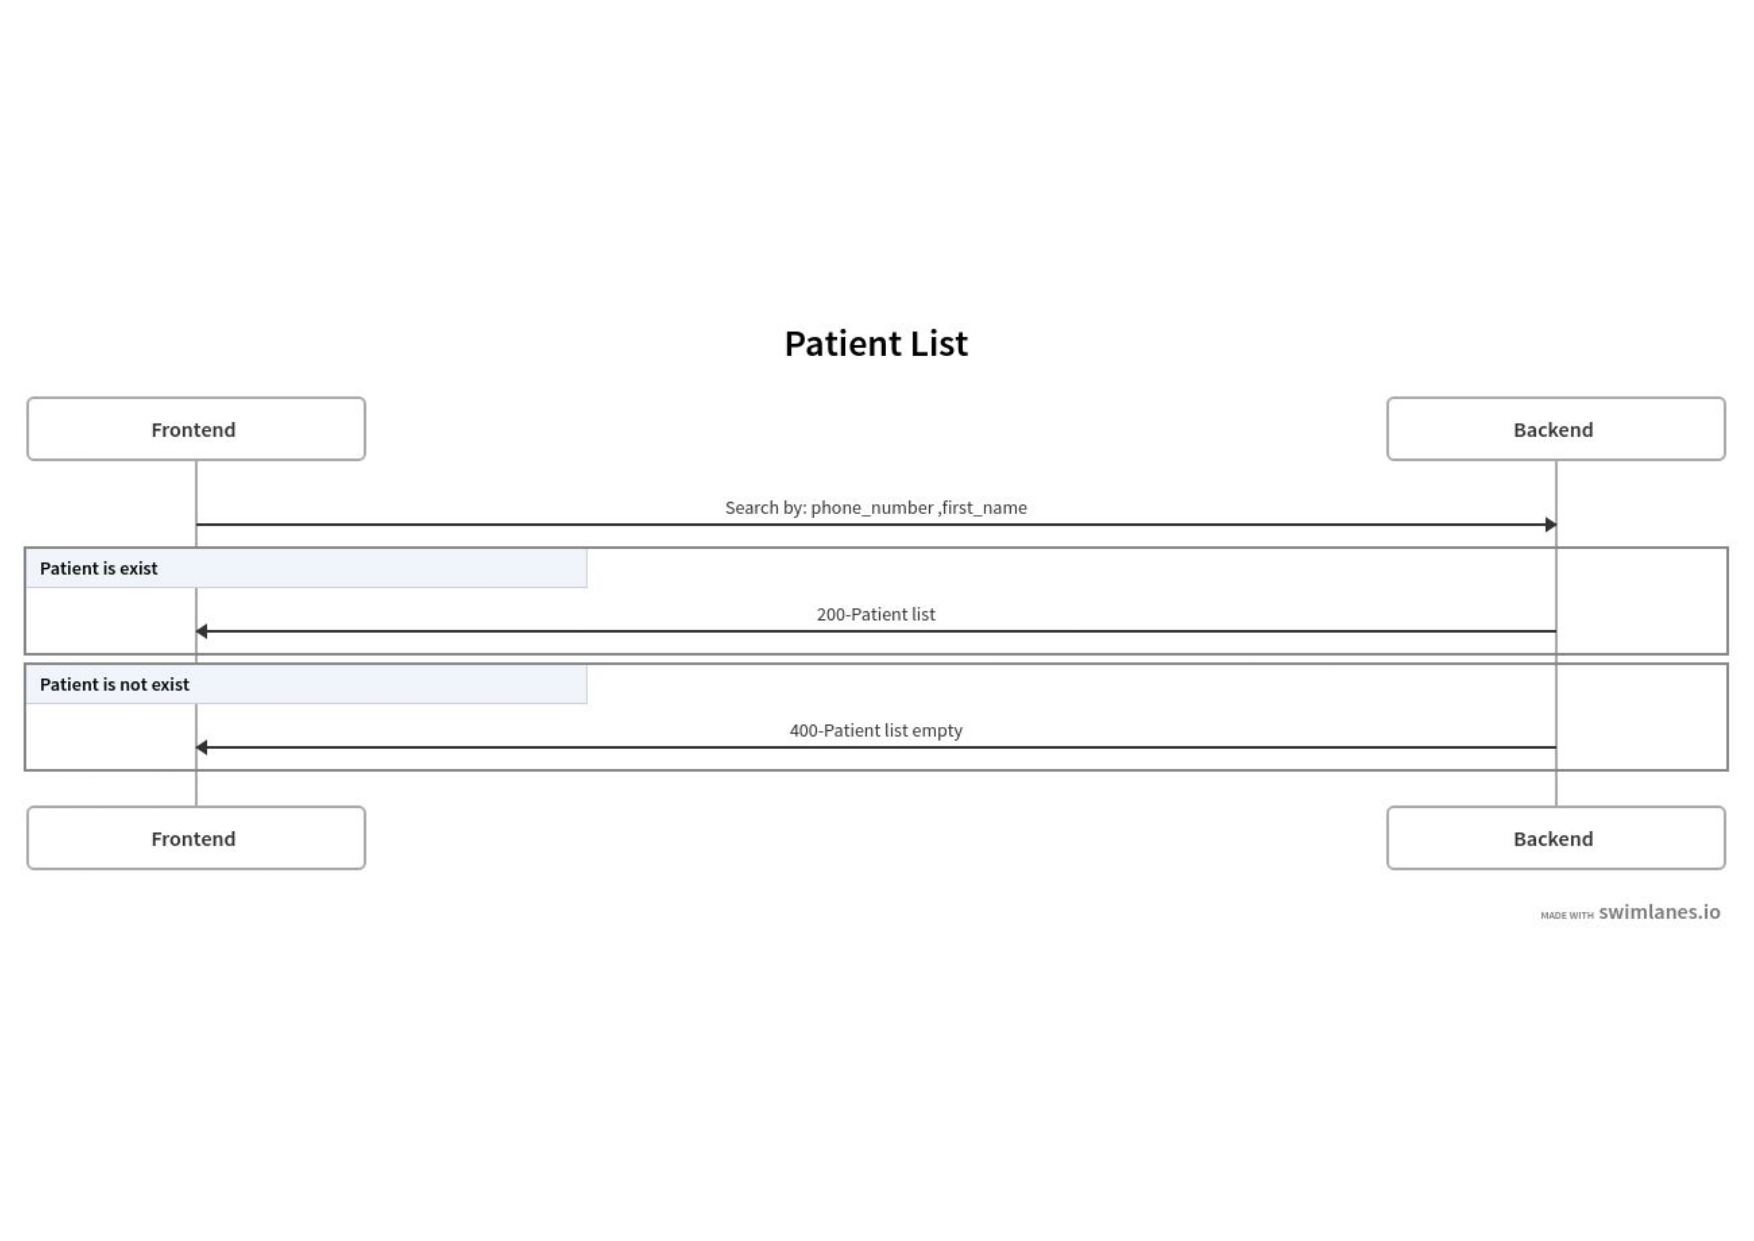 Patient List
Frontend
Backend
Search by: phone_number ,first_name
Patient is exist
200-Patient list
Patient is not exist
400-Patient list empty
Frontend
Backend
MADE WITH swimlanes.io